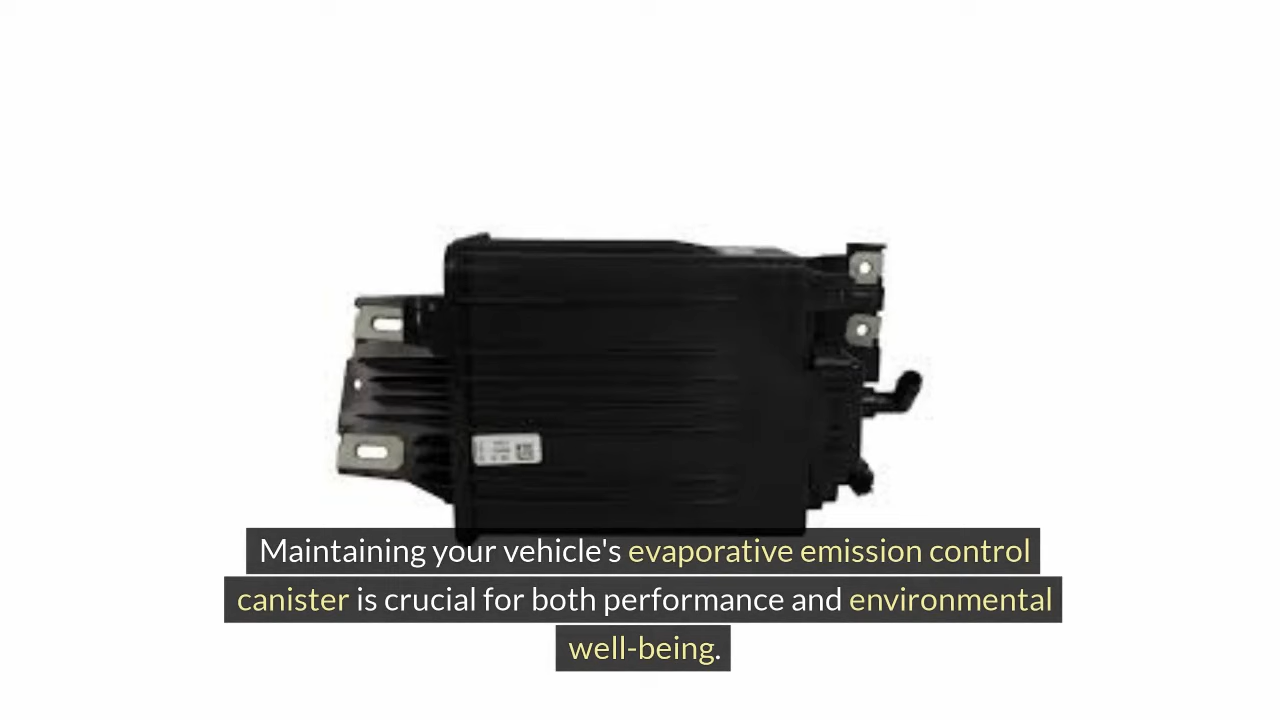 Maintaining your vehicle's evaporative emission control
canister is crucial for both performance and environmental
well-being.